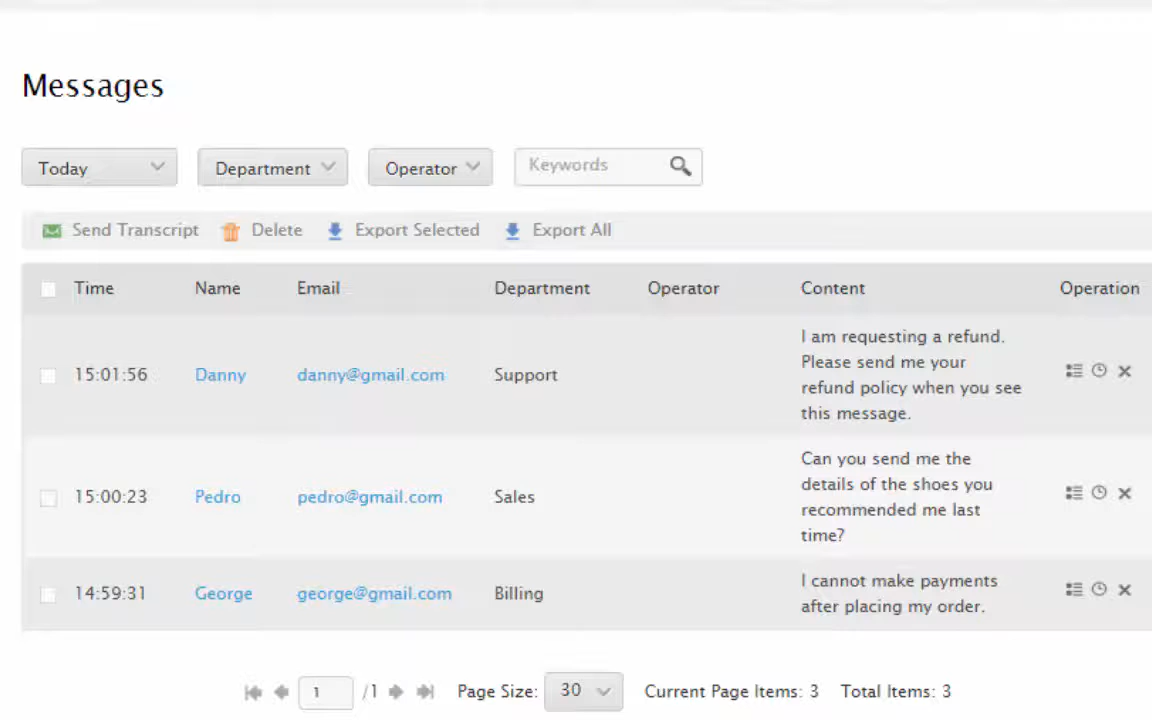 Messages
Today Department Operator Keywords
Send Transcript Delete Export Selected Export All
Time Name Email Department Operator Content Operation
15:01:56 Danny danny@gmail.com Support
I am requesting a refund.
Please send me your
refund policy when you see
this message.
15:00:23 Pedro pedro@gmail.com Sales
Can you send me the
details of the shoes you
recommended me last
time?
14:59:31 George george@gmail.com Billing
I cannot make payments
after placing my order.
1 /1 Page Size: 30 Current Page Items: 3 Total Items: 3